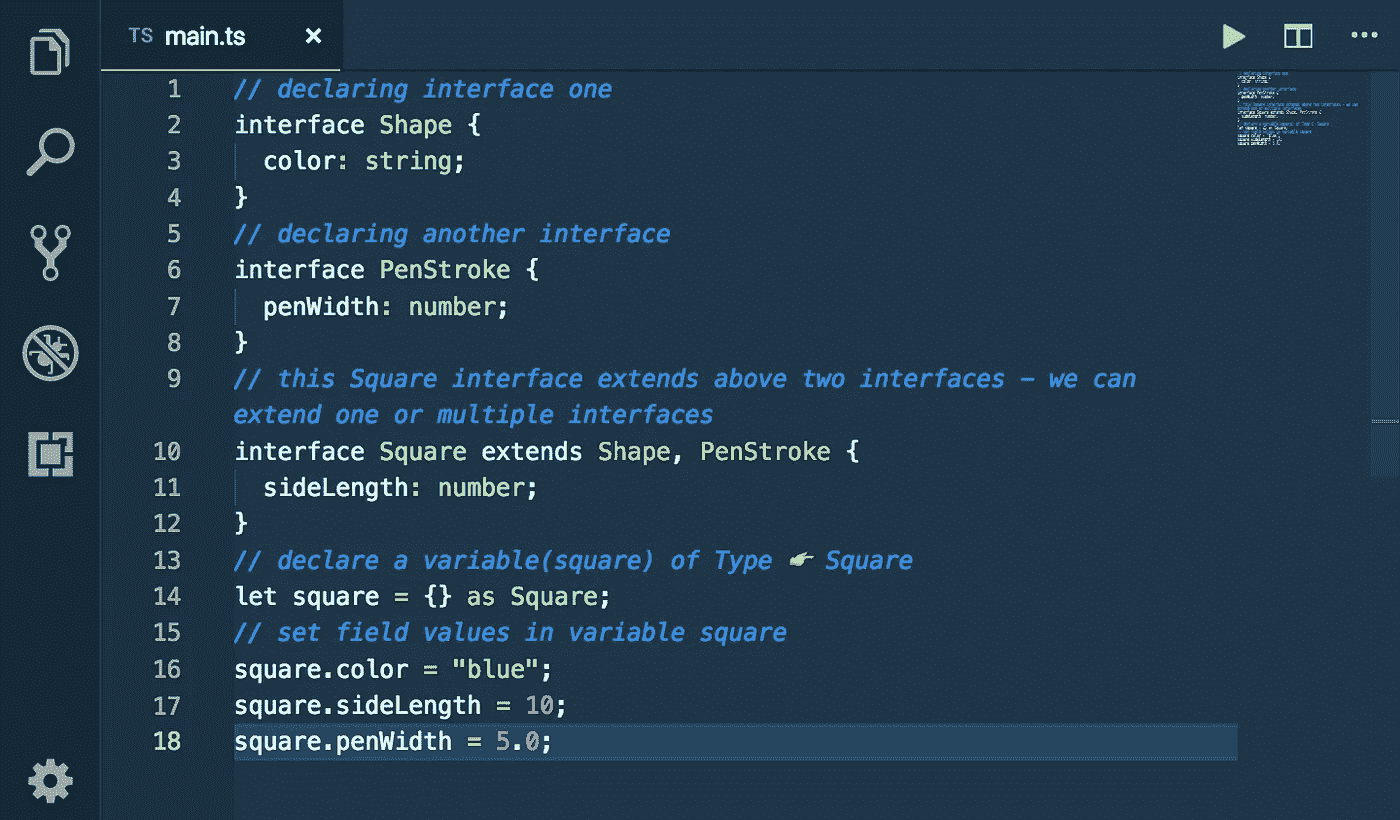 TS main.ts ×
1 // declaring interface one
2 interface Shape {
3   color: string;
4 }
5 // declaring another interface
6 interface PenStroke {
7   penWidth: number;
8 }
9 // this Square interface extends above two interfaces – we can
extend one or multiple interfaces
10 interface Square extends Shape, PenStroke {
11   sideLength: number;
12 }
13 // declare a variable(square) of Type 👉 Square
14 let square = {} as Square;
15 // set field values in variable square
16 square.color = "blue";
17 square.sideLength = 10;
18 square.penWidth = 5.0;